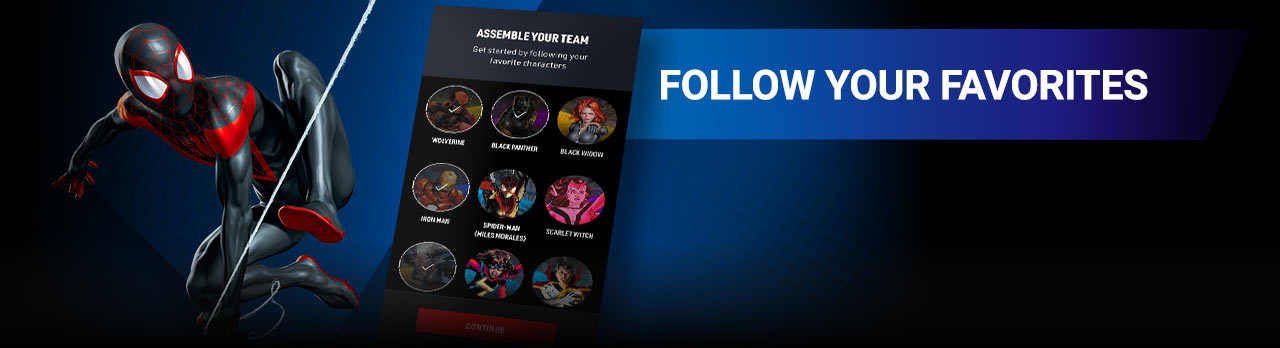 ASSEMBLE YOUR TEAM
Get started by following your
favorite characters
WOLVERINE
BLACK PANTHER
BLACK WIDOW
IRON MAN
SPIDER-MAN
(MILES MORALES)
SCARLET WITCH
CONTINUE
FOLLOW YOUR FAVORITES